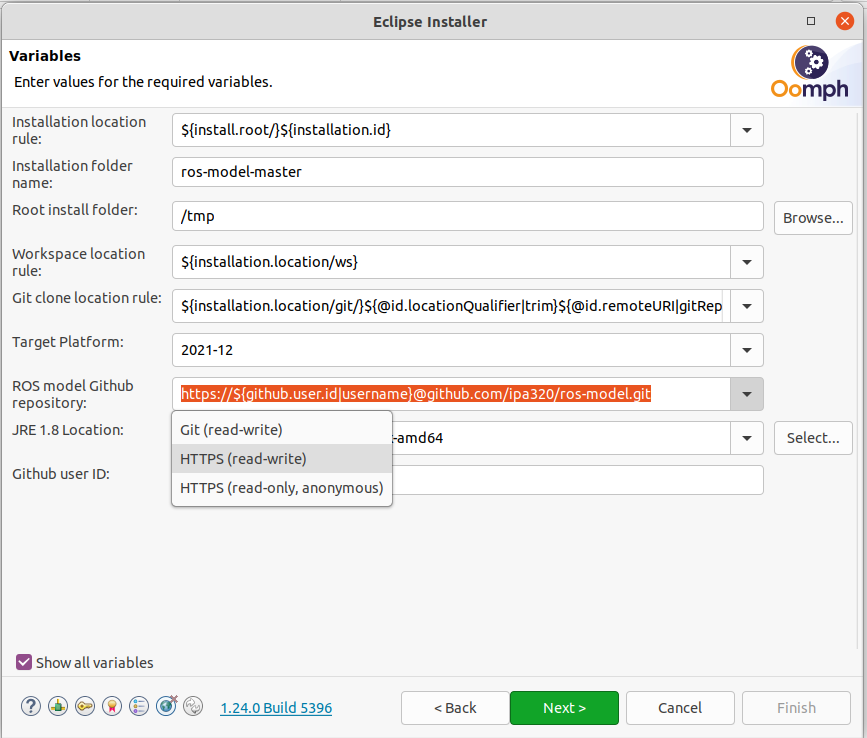 Eclipse Installer
Variables
Enter values for the required variables.
Oomph
Installation location
rule:
${install.root/}${installation.id}
Installation folder
name:
ros-model-master
Root install folder:
/tmp
Browse...
Workspace location
rule:
${installation.location/ws}
Git clone location rule:
${installation.location/git/}${@id.locationQualifier|trim}${@id.remoteURI|gitRep
Target Platform:
2021-12
ROS model Github
repository:
https://${github.user.id|username}@github.com/ipa320/ros-model.git
JRE 1.8 Location:
-amd64
Select...
Git (read-write)
HTTPS (read-write)
HTTPS (read-only, anonymous)
Github user ID:
Show all variables
1.24.0 Build 5396
< Back
Next >
Cancel
Finish